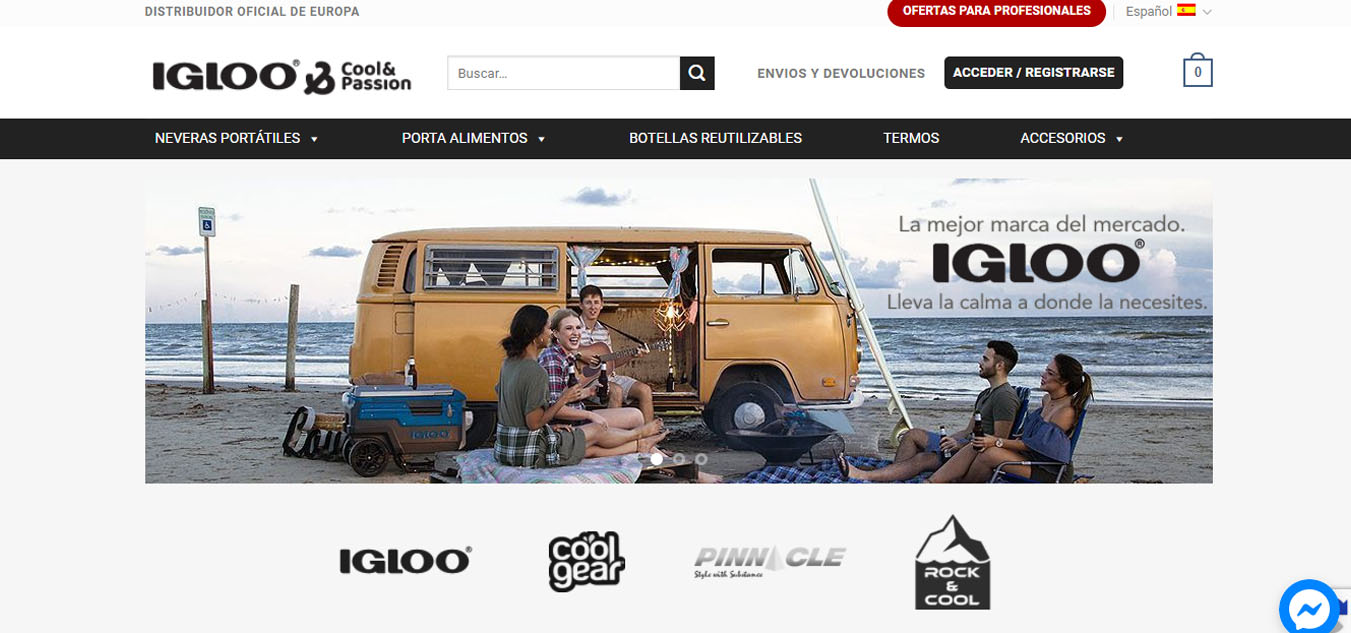 DISTRIBUIDOR OFICIAL DE EUROPA
OFERTAS PARA PROFESIONALES
Español
IGLOO® & Cool&
Passion
Buscar...
ENVIOS Y DEVOLUCIONES
ACCEDER / REGISTRARSE
0
NEVERAS PORTÁTILES
PORTA ALIMENTOS
BOTELLAS REUTILIZABLES
TERMOS
ACCESORIOS
La mejor marca del mercado.
IGLOO®
Lleva la calma a donde la necesites.
IGLOO
IGLOO®
cool
gear
PINNACLE
Style with Substance
ROCK
&
COOL